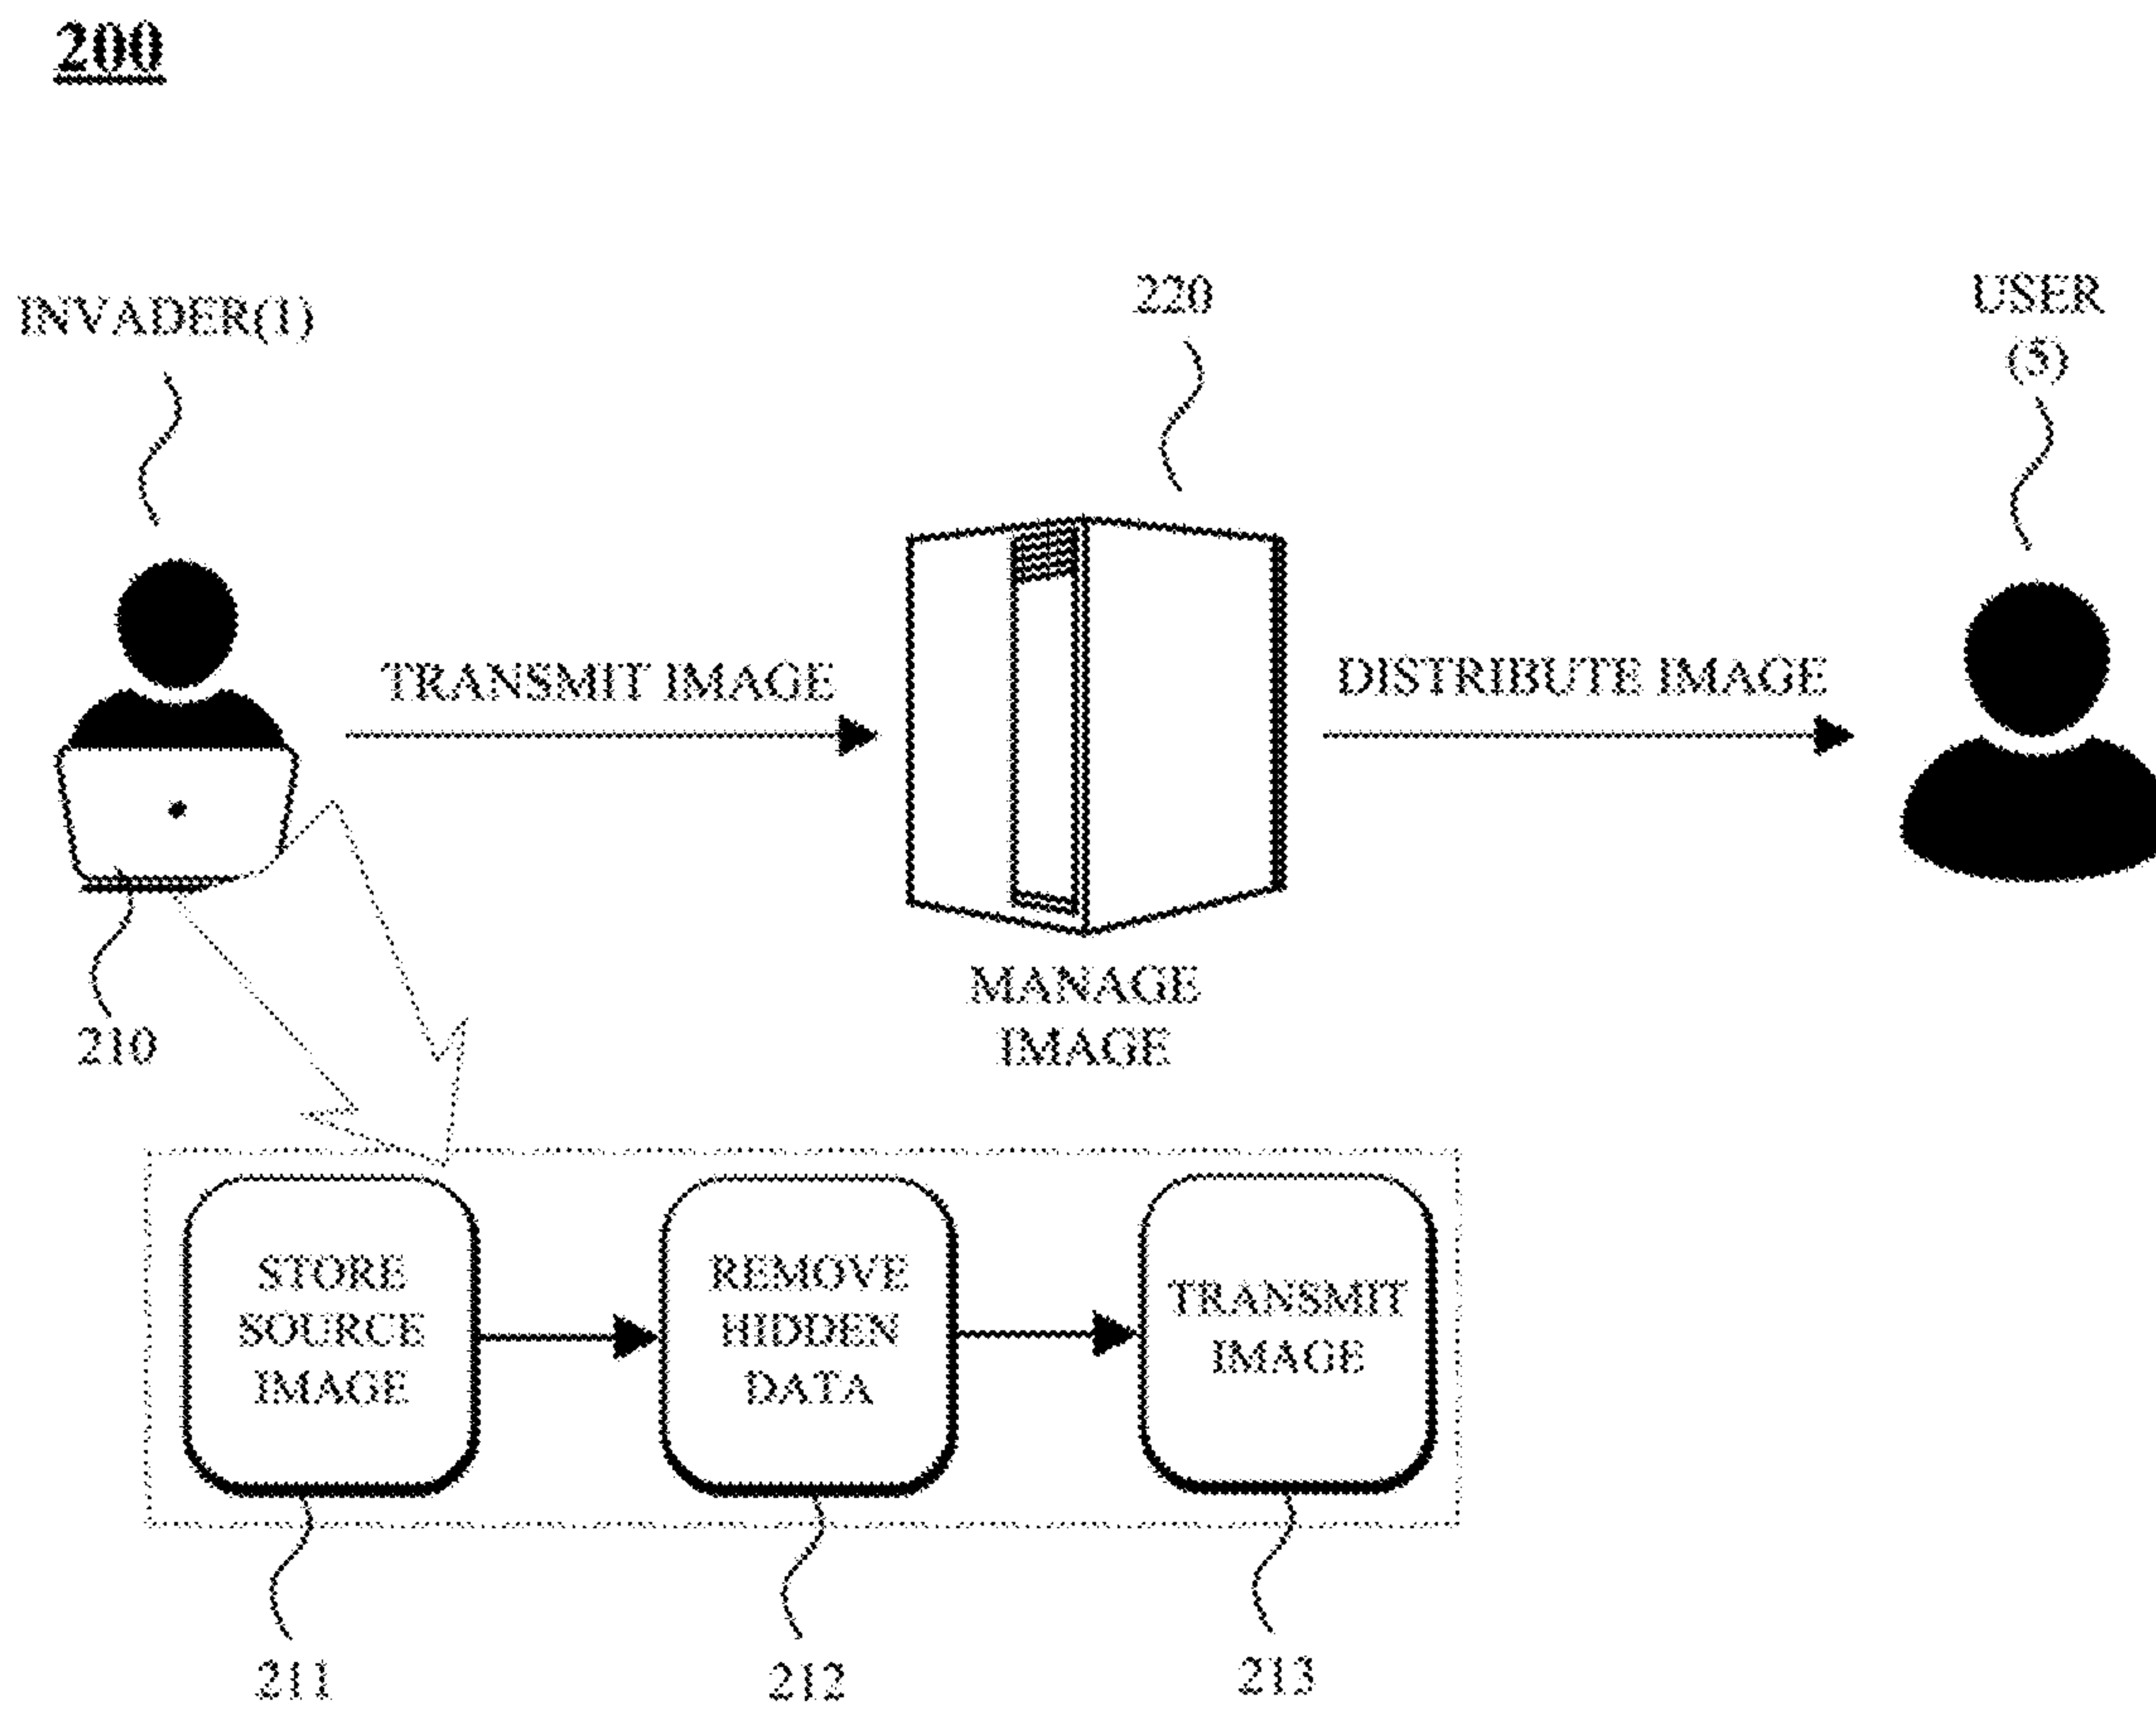 200
INVADER(1)
220
USER
(5)
TRANSMIT IMAGE
DISTRIBUTE IMAGE
MANAGE
IMAGE
210
STORE
SOURCE
IMAGE
REMOVE
HIDDEN
DATA
TRANSMIT
IMAGE
211
212
213